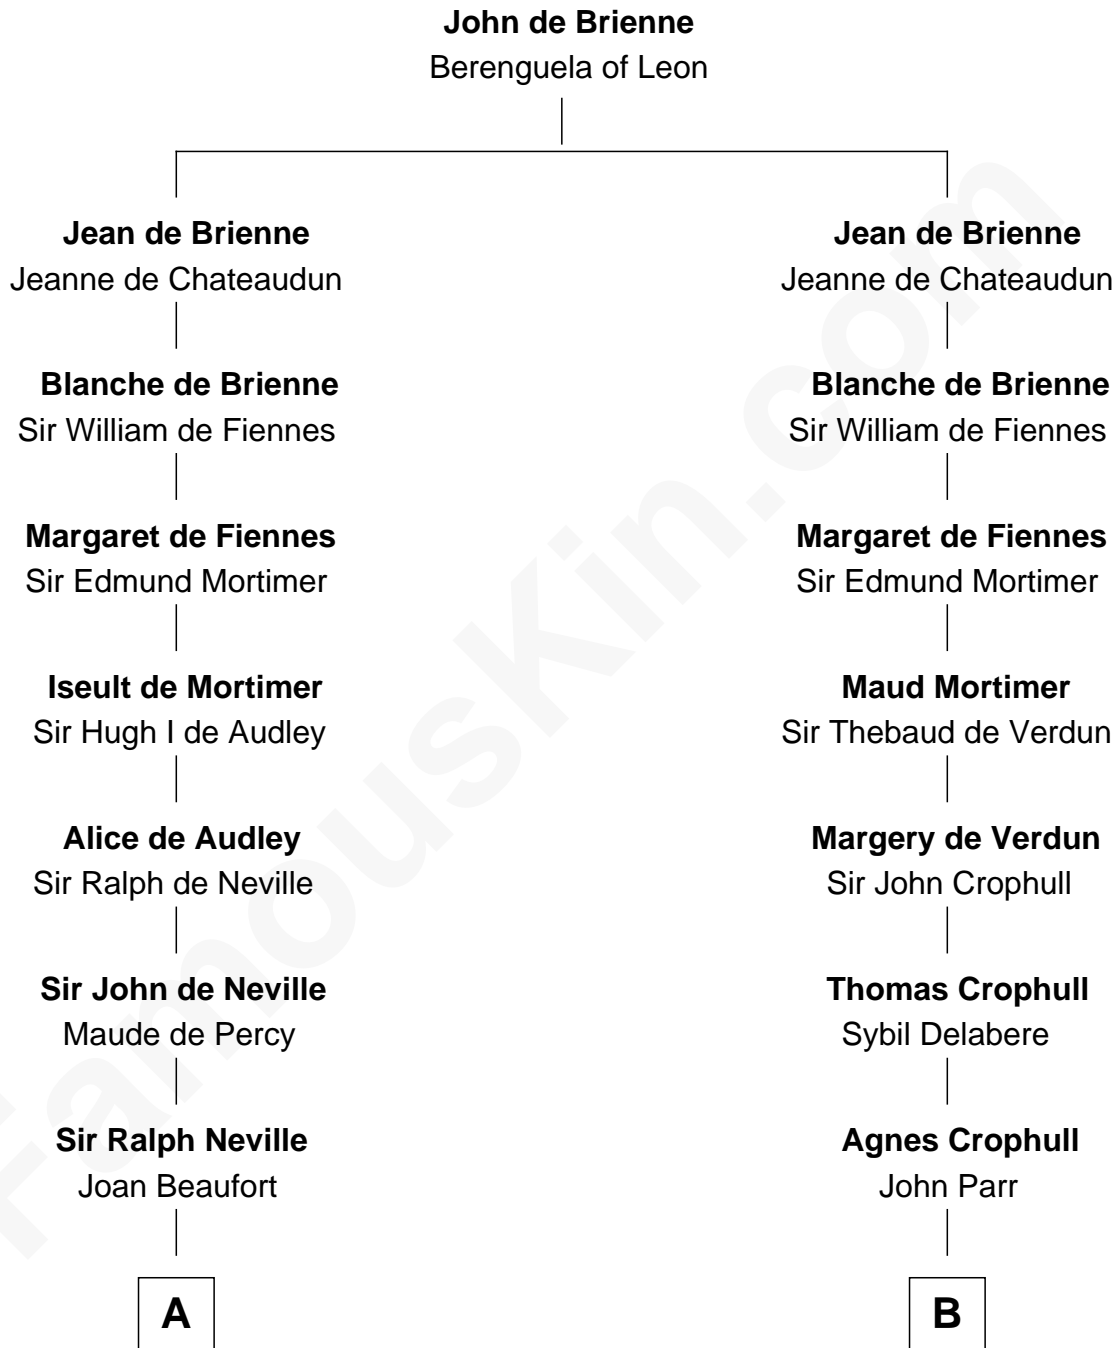 John de Brienne
Berenguela of Leon
Jean de Brienne
Jeanne de Chateaudun
Blanche de Brienne
Sir William de Fiennes
Margaret de Fiennes
Sir Edmund Mortimer
Iseult de Mortimer
Sir Hugh I de Audley
Alice de Audley
Sir Ralph de Neville
Sir John de Neville
Maude de Percy
Sir Ralph Neville
Joan Beaufort
A
Jean de Brienne
Jeanne de Chateaudun
Blanche de Brienne
Sir William de Fiennes
Margaret de Fiennes
Sir Edmund Mortimer
Maud Mortimer
Sir Thebaud de Verdun
Margery de Verdun
Sir John Crophull
Thomas Crophull
Sybil Delabere
Agnes Crophull
John Parr
B
FamousKin.com